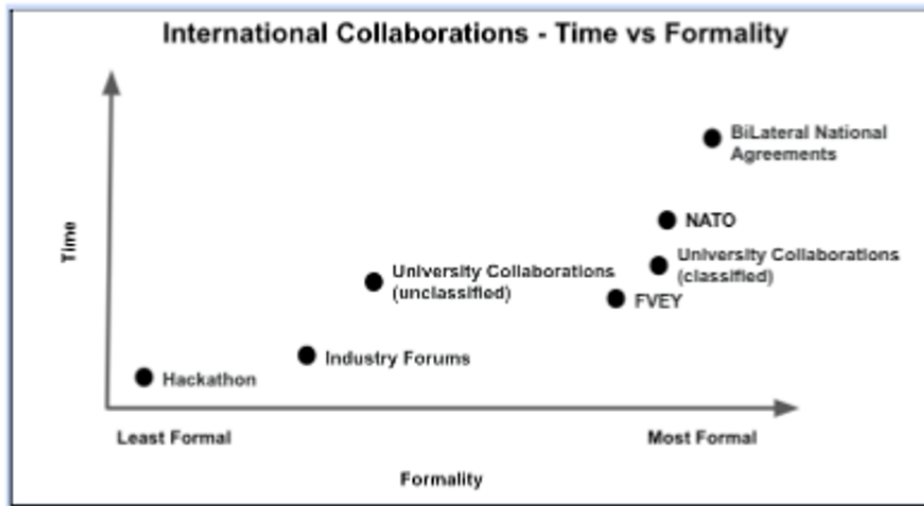 International Collaborations - Time vs Formality
BiLateral National
Agreements
NATO
University Collaborations
(classified)
University Collaborations
(unclassified)
FVEY
Industry Forums
Hackathon
Time
Least Formal
Most Formal
Formality